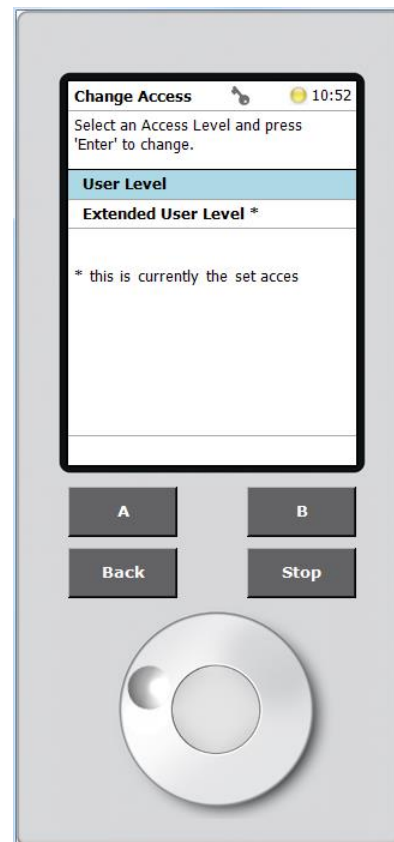 Change Access 10:52
Select an Access Level and press
'Enter' to change.
User Level
Extended User Level *
* this is currently the set acces
A B
Back Stop